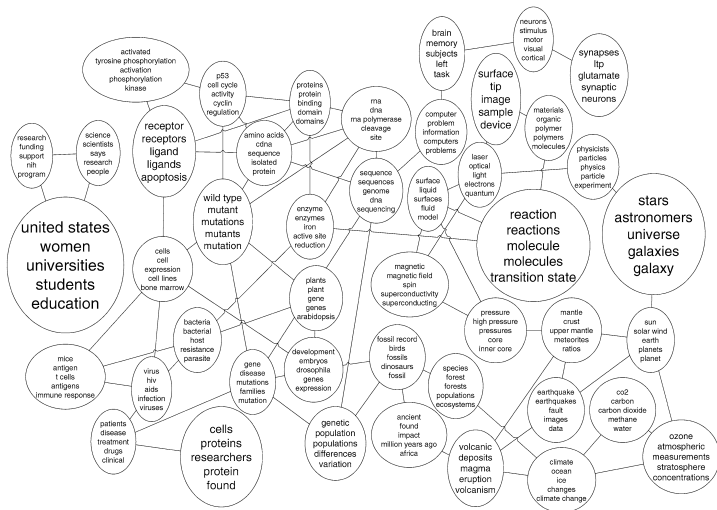 neurons
stimulus
motor
visual
cortical
brain
memory
subjects
left
task
synapses
ltp
glutamate
synaptic
neurons
activated
tyrosine phosphorylation
activation
phosphorylation
kinase
p53
cell cycle
activity
cyclin
regulation
proteins
protein
binding
domain
domains
rna
dna
rna polymerase
cleavage
site
computer
problem
information
computers
problems
surface
tip
image
sample
device
materials
organic
polymer
polymers
molecules
research
funding
support
nih
program
science
scientists
says
research
people
receptor
receptors
ligand
ligands
apoptosis
amino acids
cdna
sequence
isolated
protein
sequence
sequences
genome
dna
sequencing
surface
liquid
surfaces
fluid
model
laser
optical
light
electrons
quantum
physicists
particles
physics
particle
experiment
united states
women
universities
students
education
wild type
mutant
mutations
mutants
mutation
enzyme
enzymes
iron
active site
reduction
reaction
reactions
molecule
molecules
transition state
stars
astronomers
universe
galaxies
galaxy
cells
cell
expression
cell lines
bone marrow
plants
plant
gene
genes
arabidopsis
magnetic
magnetic field
spin
superconductivity
superconducting
bacteria
bacterial
host
resistance
parasite
pressure
high pressure
pressures
core
inner core
mantle
crust
upper mantle
meteorites
ratios
sun
solar wind
earth
planets
planet
mice
antigen
t cells
antigens
immune response
virus
hiv
aids
infection
viruses
gene
disease
mutations
families
mutation
development
embryos
drosophila
genes
expression
fossil record
birds
fossils
dinosaurs
fossil
species
forest
forests
populations
ecosystems
earthquake
earthquakes
fault
images
data
co2
carbon
carbon dioxide
methane
water
patients
disease
treatment
drugs
clinical
cells
proteins
researchers
protein
found
genetic
population
populations
differences
variation
ancient
found
impact
million years ago
africa
volcanic
deposits
magma
eruption
volcanism
climate
ocean
ice
changes
climate change
ozone
atmospheric
measurements
stratosphere
concentrations